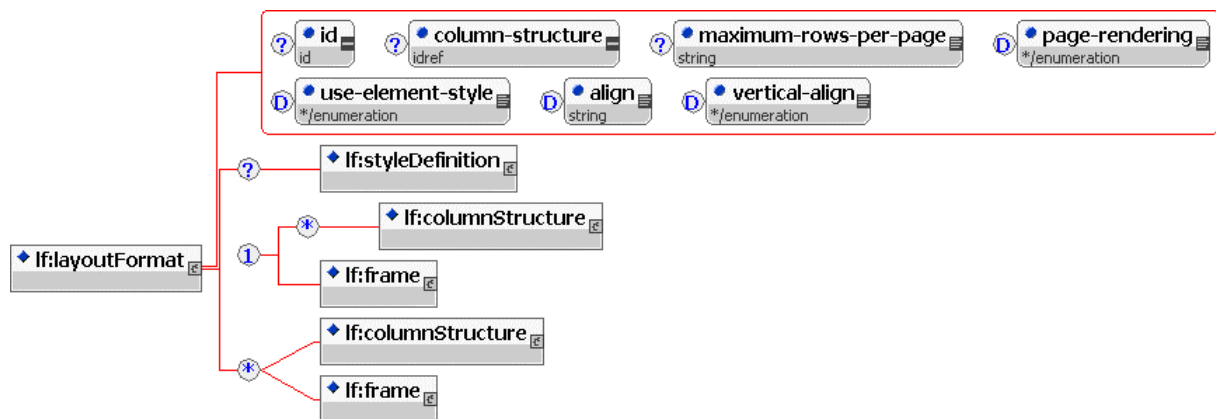 ? id ? column-structure ? maximum-rows-per-page D page-rendering
id idref string */enumeration
D use-element-style D align D vertical-align
*/enumeration string */enumeration
? lf:styleDefinition
* lf:columnStructure
lf:layoutFormat 1
lf:frame
lf:columnStructure
*
lf:frame